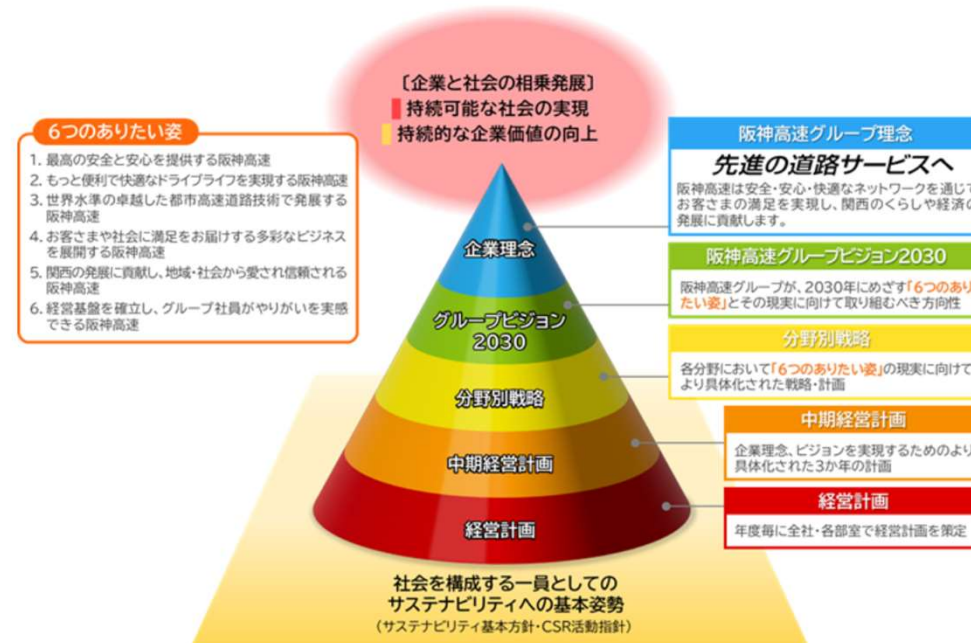 〔企業と社会の相乗発展〕
持続可能な社会の実現
持続的な企業価値の向上
6つのありたい姿
1. 最高の安全と安心を提供する阪神高速
2. もっと便利で快適なドライブライフを実現する阪神高速
3. 世界水準の卓越した都市高速道路技術で発展する
阪神高速
4. お客さまや社会に満足をお届けする多彩なビジネス
を展開する阪神高速
5. 関西の発展に貢献し、地域・社会から愛され信頼される
阪神高速
6. 経営基盤を確立し、グループ社員がやりがいを実感
できる阪神高速
企業理念
グループビジョン
2030
分野別戦略
中期経営計画
経営計画
阪神高速グループ理念
先進の道路サービスへ
阪神高速は安全・安心・快適なネットワークを通じて
お客さまの満足を実現し、関西のくらしや経済の
発展に貢献します。
阪神高速グループビジョン2030
阪神高速グループが、2030年にめざす「6つのあり
たい姿」とその現実に向けて取り組むべき方向性
分野別戦略
各分野において「6つのありたい姿」の現実に向けて
より具体化された戦略・計画
中期経営計画
企業理念、ビジョンを実現するためのより
具体化された3か年の計画
経営計画
年度毎に全社・各部室で経営計画を策定
社会を構成する一員としての
サステナビリティへの基本姿勢
（サステナビリティ基本方針・CSR活動指針）